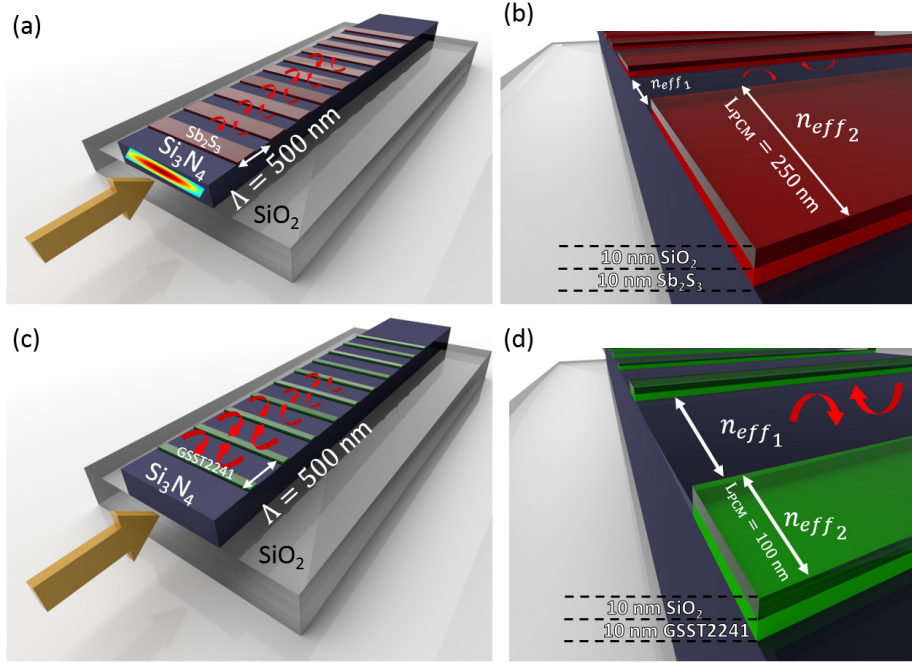 (a)
Sb₂S₃
Si₃N₄
Λ = 500 nm
SiO₂
(b)
n_eff₁
n_eff₂
L_PCM = 250 nm
10 nm SiO₂
10 nm Sb₂S₃
(c)
GSST2241
Si₃N₄
Λ = 500 nm
SiO₂
(d)
n_eff₁
n_eff₂
L_PCM = 100 nm
10 nm SiO₂
10 nm GSST2241